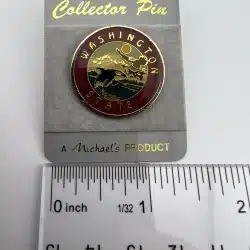 Collector Pin
WASHINGTON
STATE
A Michael's PRODUCT
0 inch 1/32 1 2